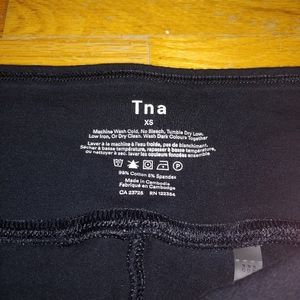 Tna
XS
Machine Wash Cold, No Bleach, Tumble Dry Low,
Low Iron, Or Dry Clean. Wash Dark Colours Together
Laver à la machine à l'eau froide, pas de blanchiment.
Sécher à basse température, repasser à basse température,
ou nettoyer à sec. laver les couleurs foncées ensemble
95% Cotton 5% Spandex
Made in Cambodia
Fabriqué en Cambodge
CA 23725 RN 122364